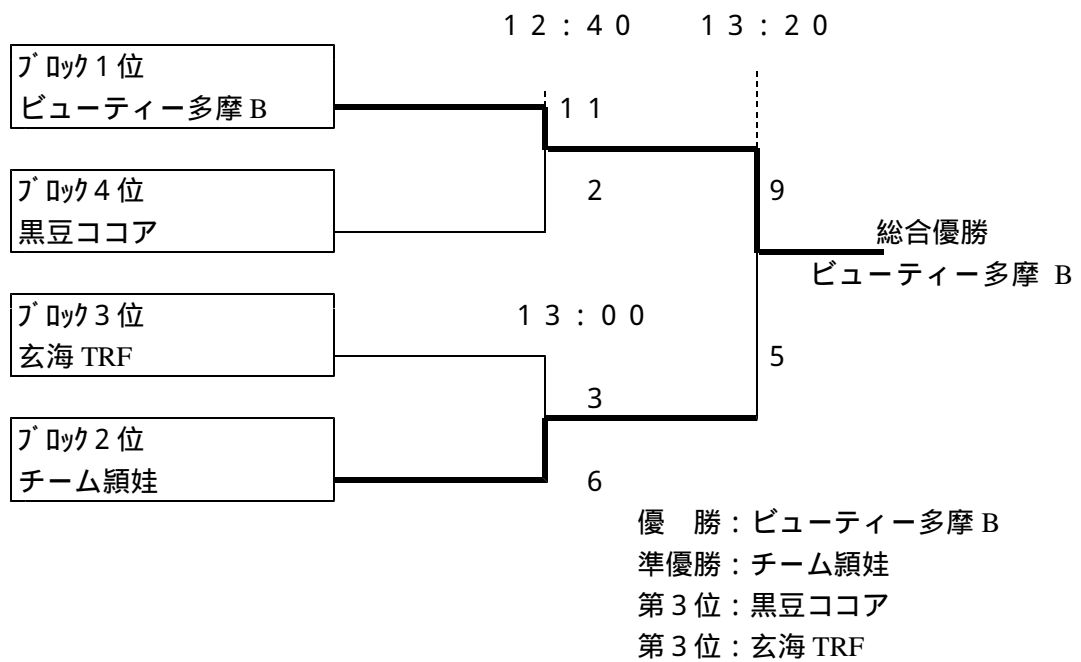 １２：４０　１３：２０
ﾌﾞﾛｯｸ１位
ビューティー多摩 B
１１
ﾌﾞﾛｯｸ４位
２
９
黒豆ココア
総合優勝
ビューティー多摩 B
ﾌﾞﾛｯｸ３位
１３：００
玄海 TRF
５
３
ﾌﾞﾛｯｸ２位
チーム頴娃
６
優　勝：ビューティー多摩 B
準優勝：チーム頴娃
第３位：黒豆ココア
第３位：玄海 TRF